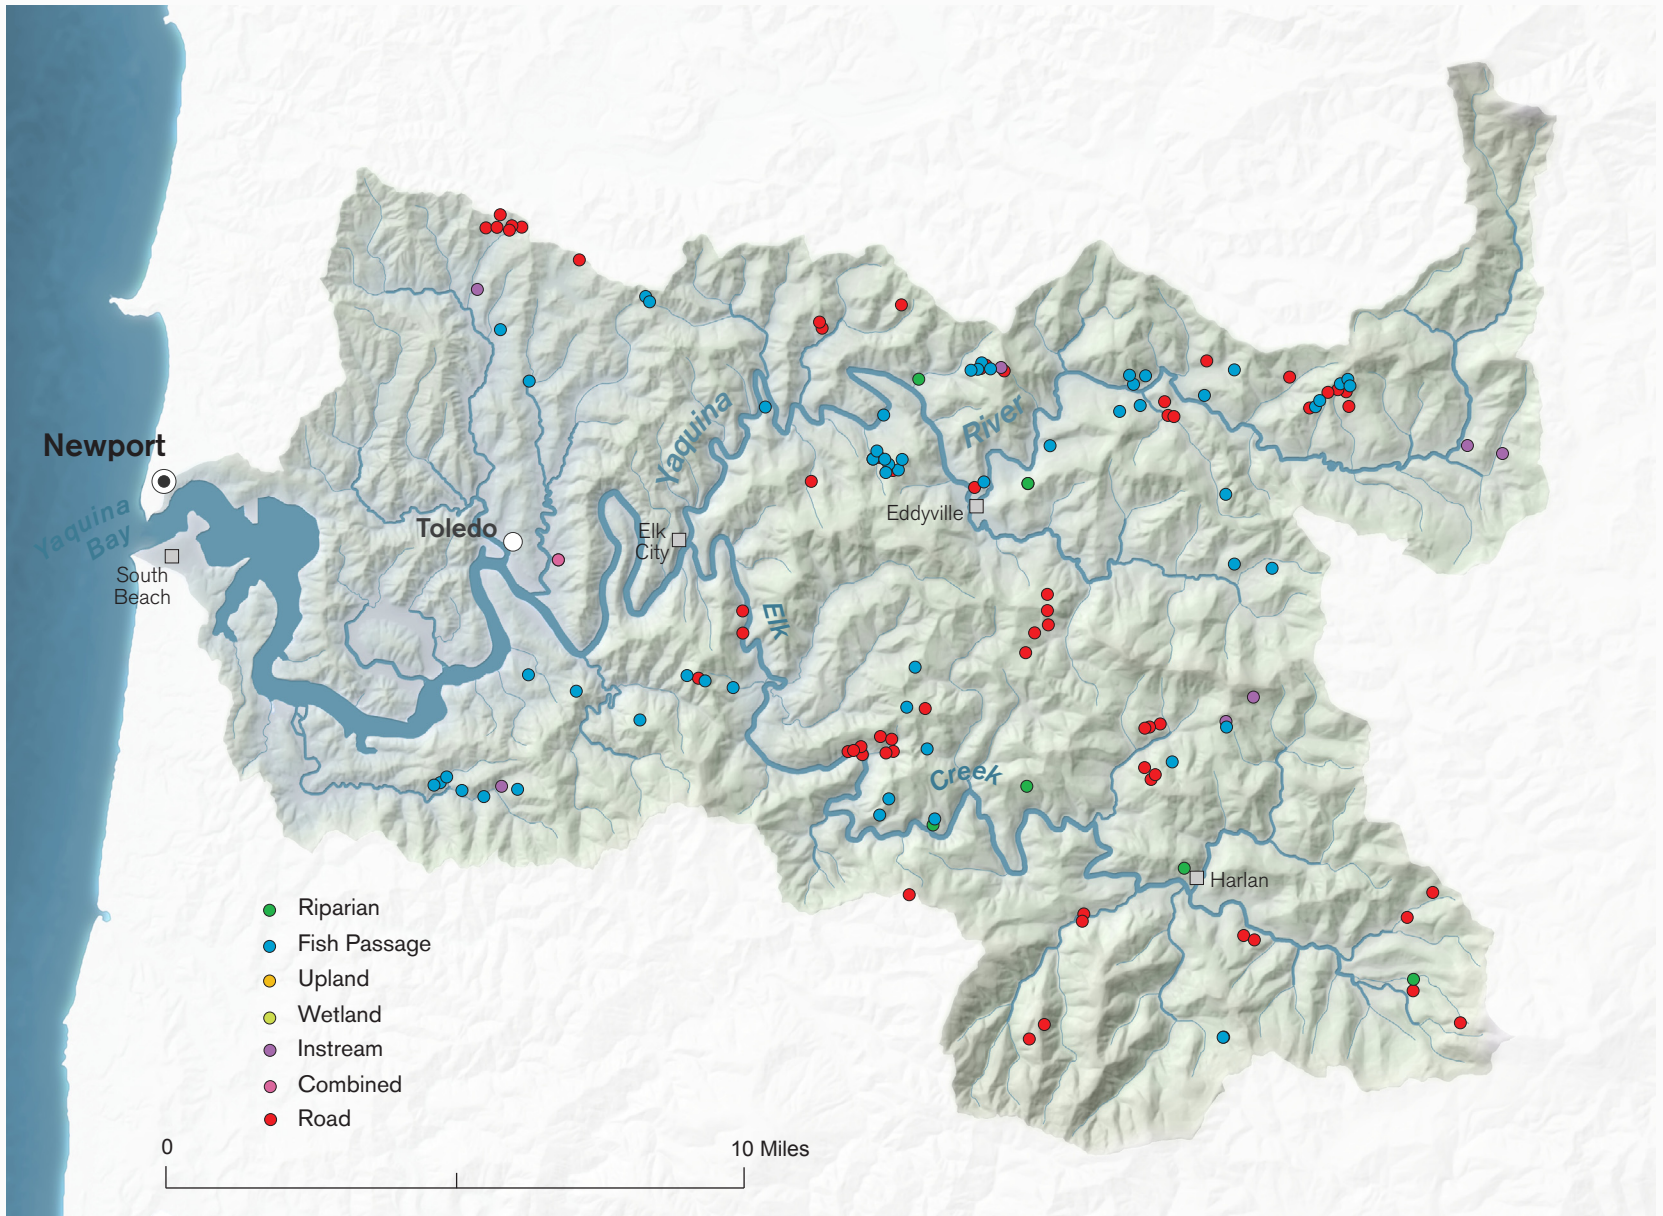 Newport
Yaquina
Bay
South
Beach
Toledo
Elk
City
Yaquina
River
Eddyville
Elk
Creek
Harlan
Riparian
Fish Passage
Upland
Wetland
Instream
Combined
Road
0
10 Miles